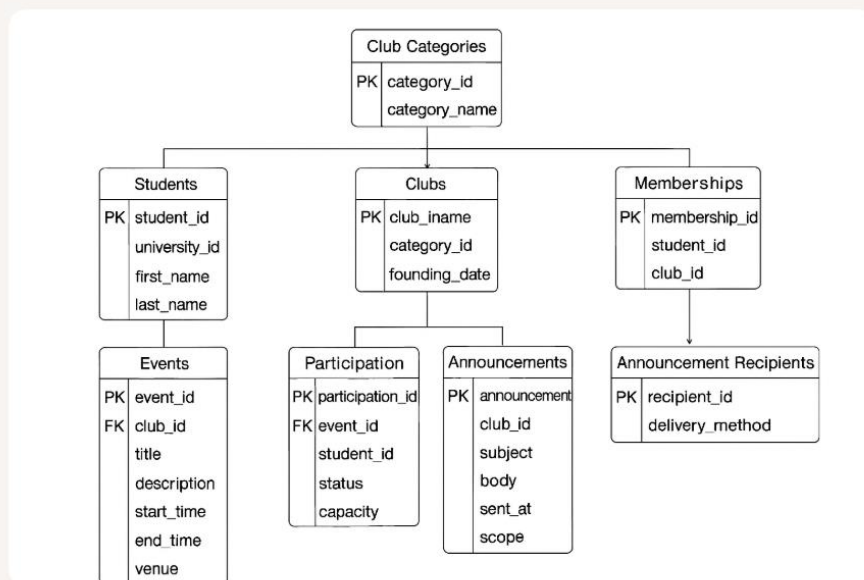 Club Categories
PK category_id
category_name
Students
PK student_id
university_id
first_name
last_name
Clubs
PK club_iname
category_id
founding_date
Memberships
PK membership_id
student_id
club_id
Events
PK event_id
FK club_id
title
description
start_time
end_time
venue
Participation
PK participation_id
FK event_id
student_id
status
capacity
Announcements
PK announcement
club_id
subject
body
sent_at
scope
Announcement Recipients
PK recipient_id
delivery_method